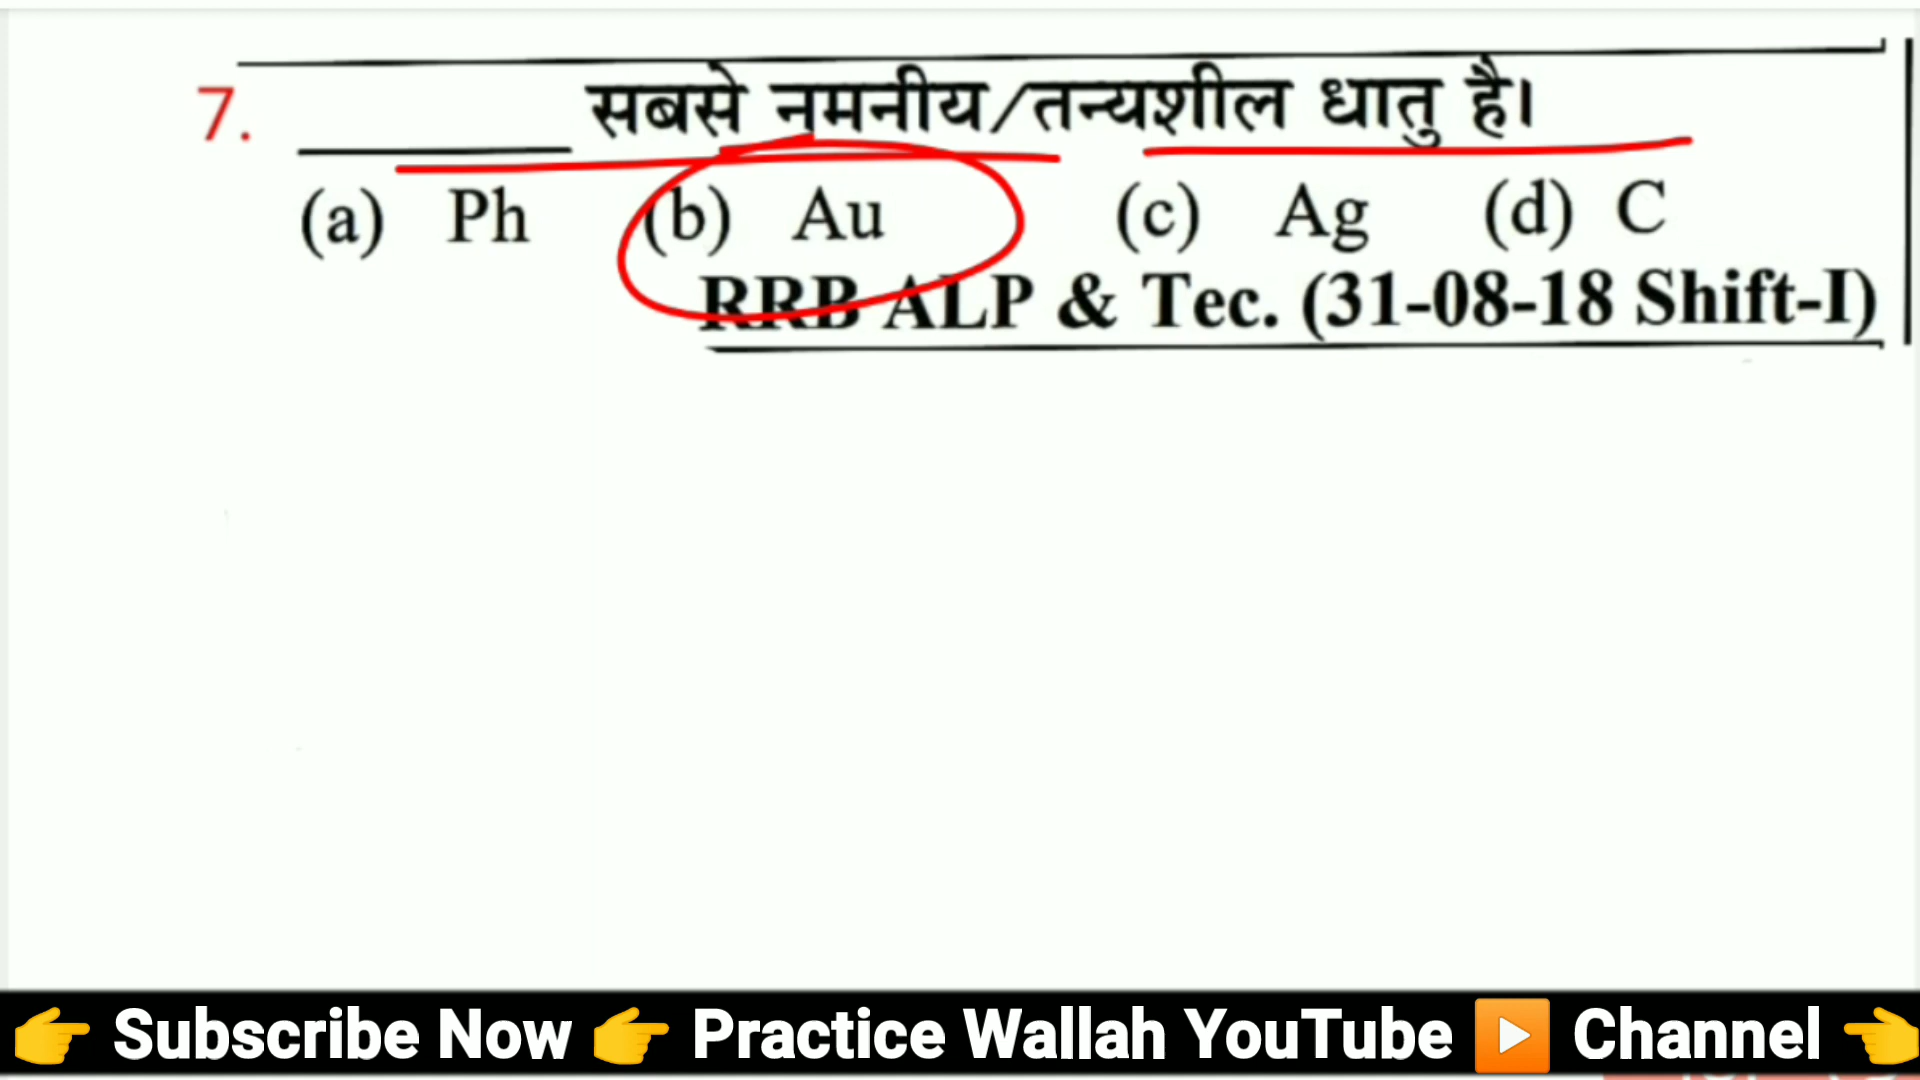 7. ________ सबसे नमनीय/तन्यशील धातु है।
(a) Ph (b) Au (c) Ag (d) C
RRB ALP & Tec. (31-08-18 Shift-I)
👉 Subscribe Now 👉 Practice Wallah YouTube ▶️ Channel 👈